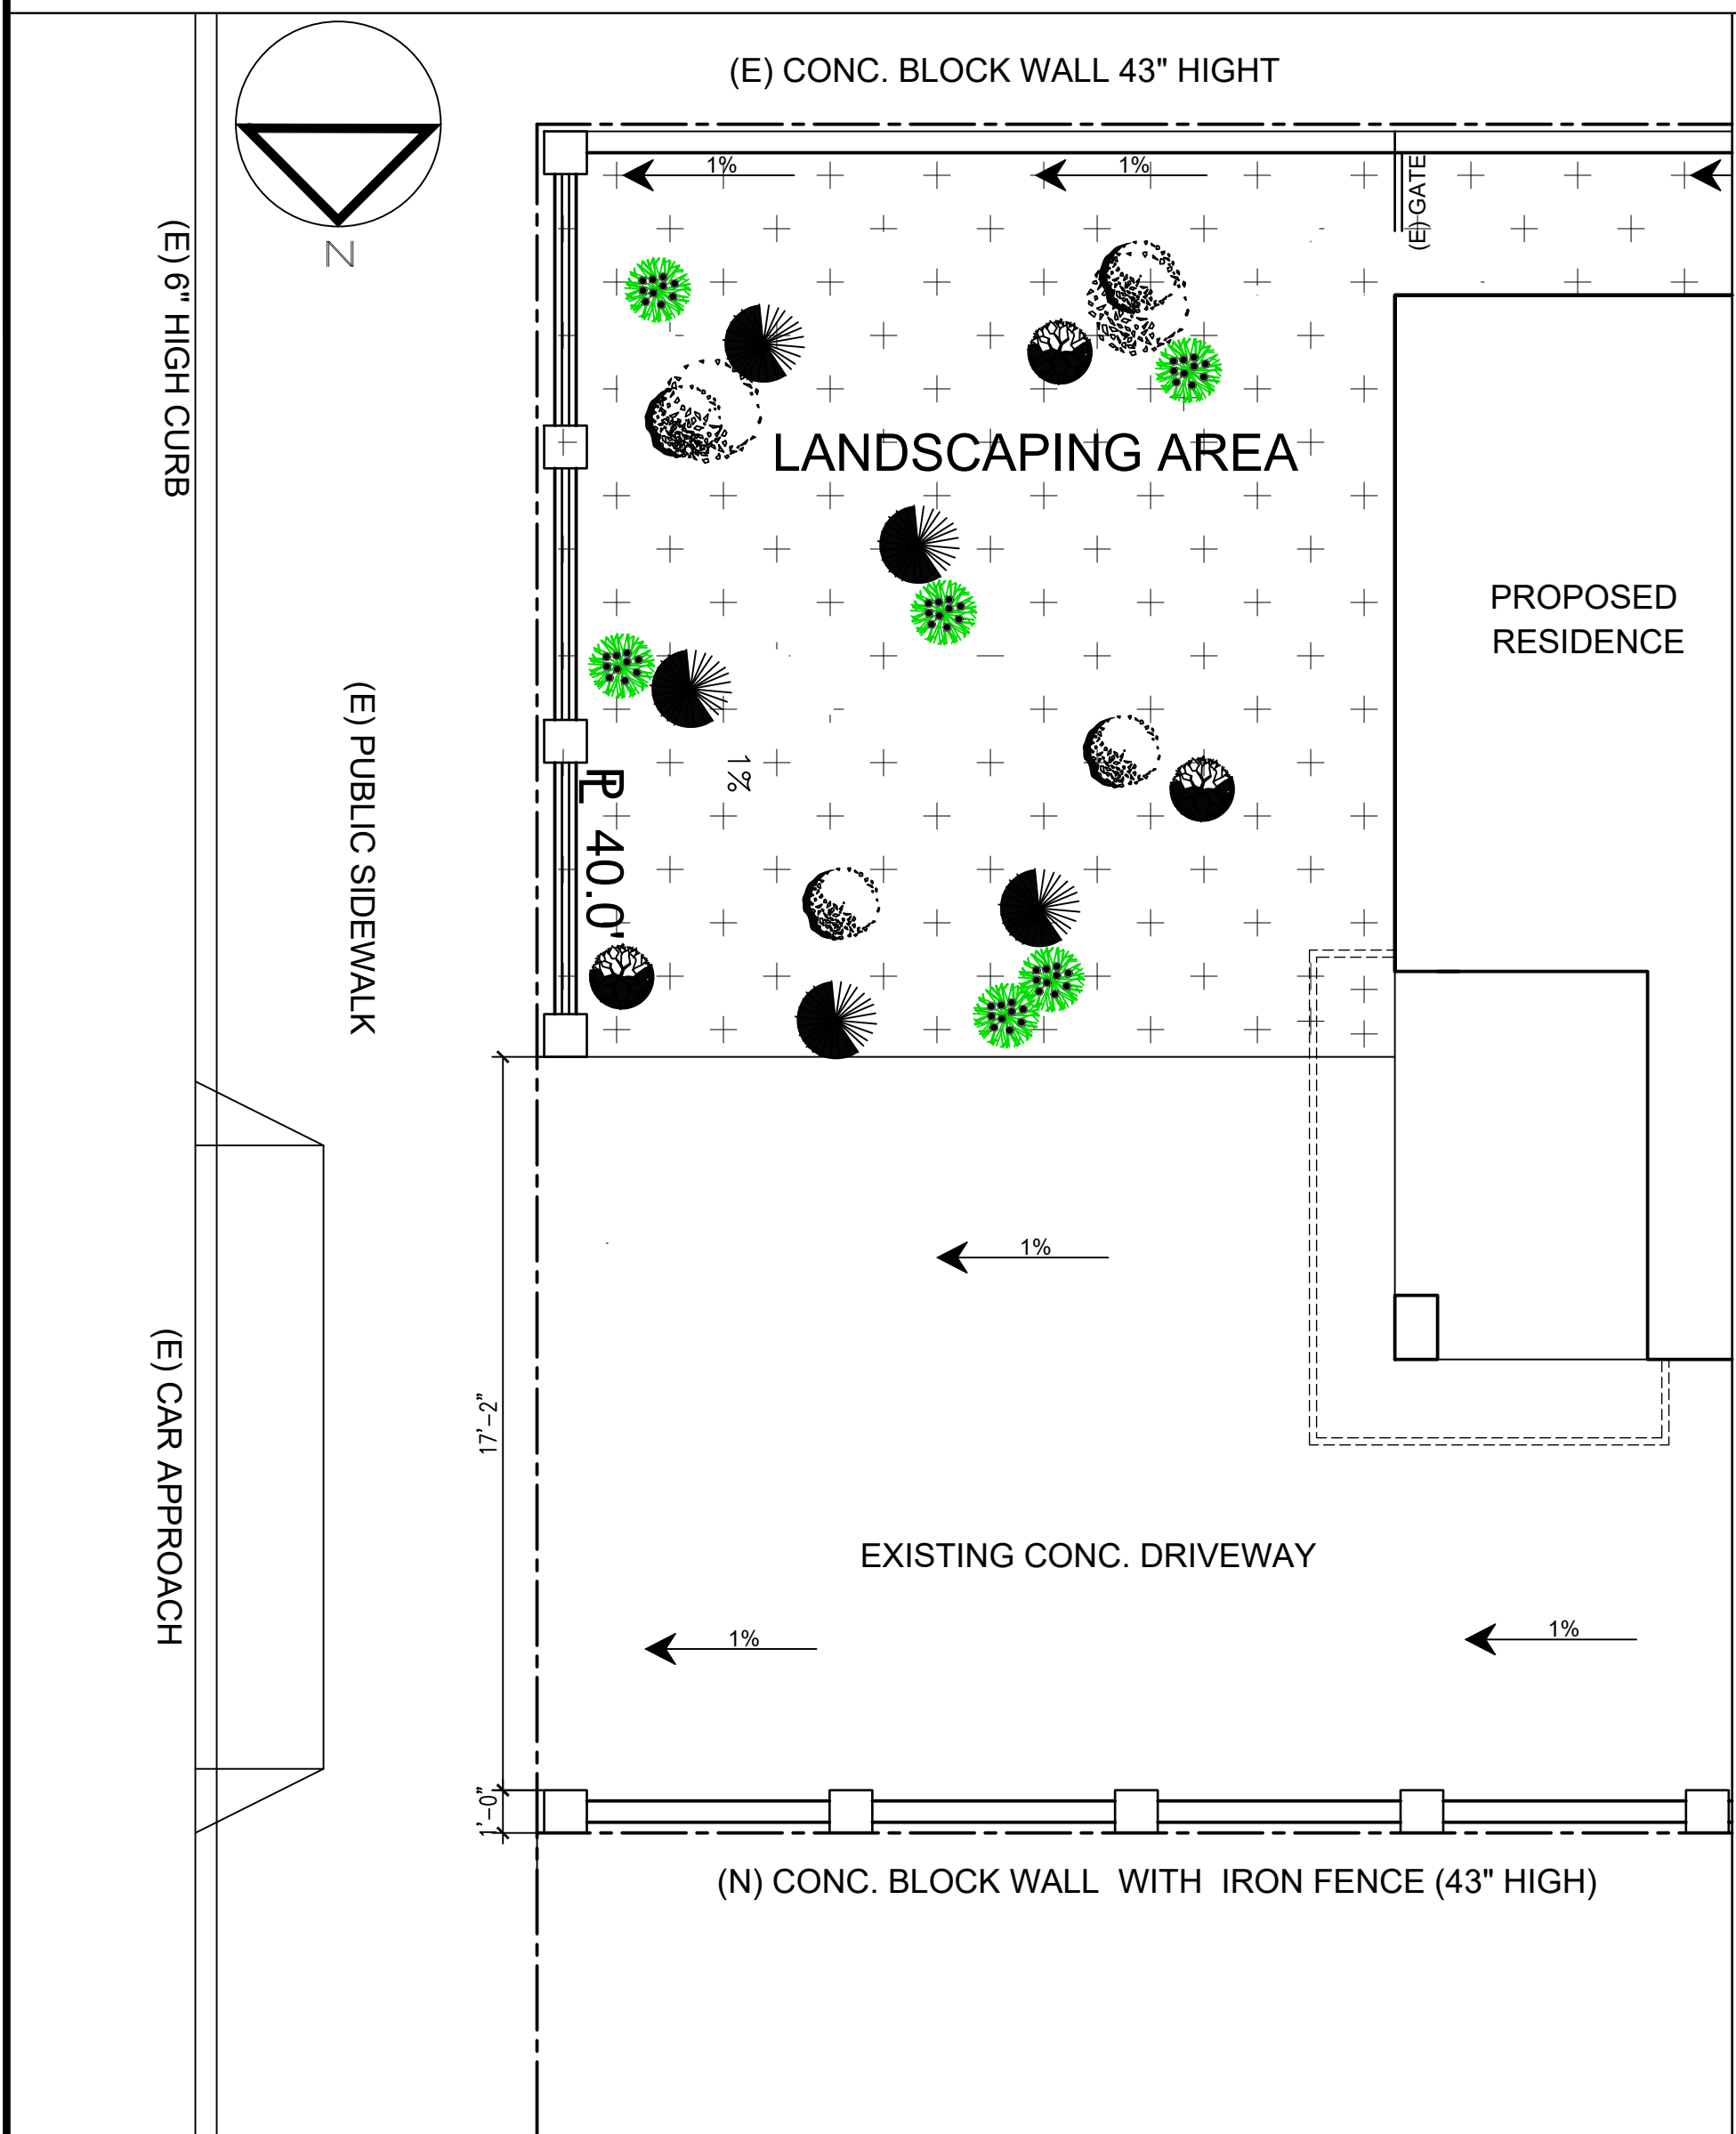 (E) CONC. BLOCK WALL 43" HIGHT
1%
1%
(E) GATE
N
(E) 6" HIGH CURB
LANDSCAPING AREA
PROPOSED
RESIDENCE
(E) PUBLIC SIDEWALK
1%
PL 40.0'
1%
17'-2"
(E) CAR APPROACH
EXISTING CONC. DRIVEWAY
1%
1%
1'-0"
(N) CONC. BLOCK WALL WITH IRON FENCE (43" HIGH)